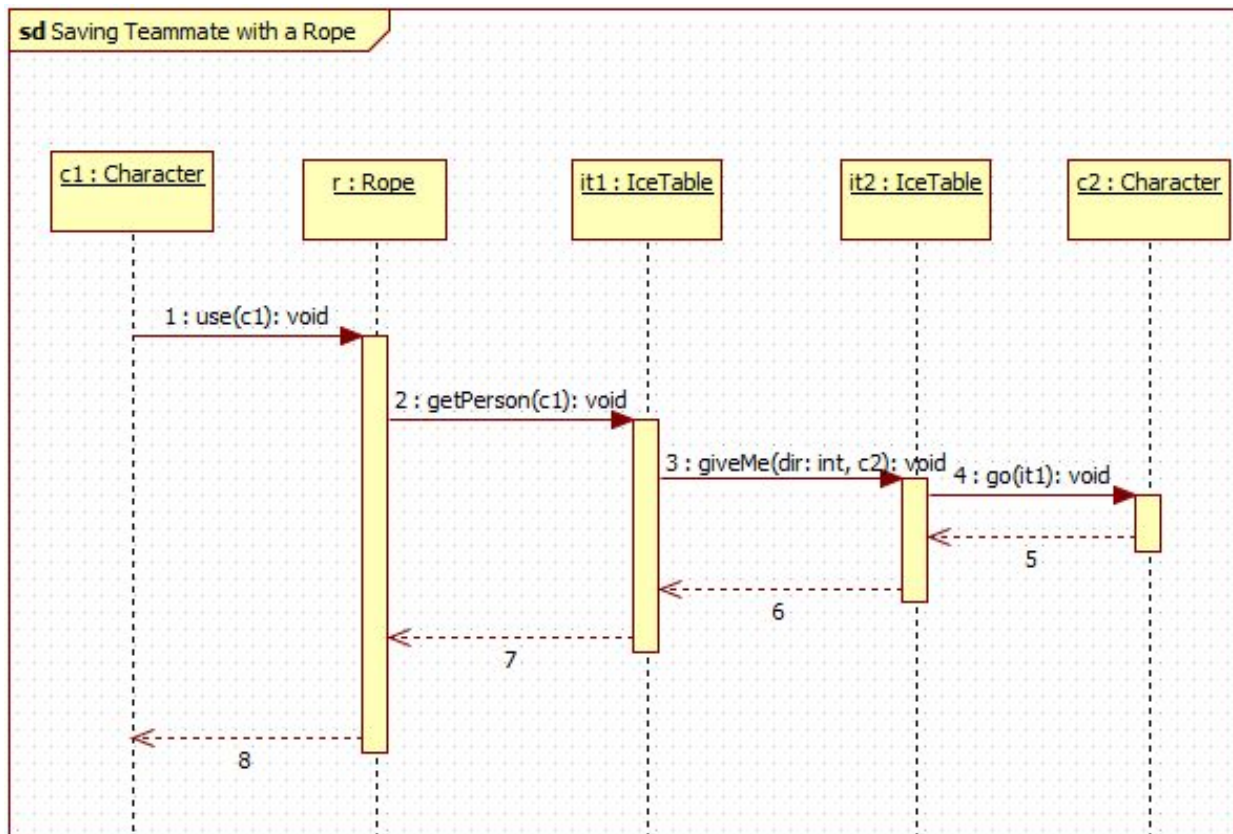 sd Saving Teammate with a Rope
c1 : Character
r : Rope
it1 : IceTable
it2 : IceTable
c2 : Character
1 : use(c1): void
2 : getPerson(c1): void
3 : giveMe(dir: int, c2): void
4 : go(it1): void
5
6
7
8